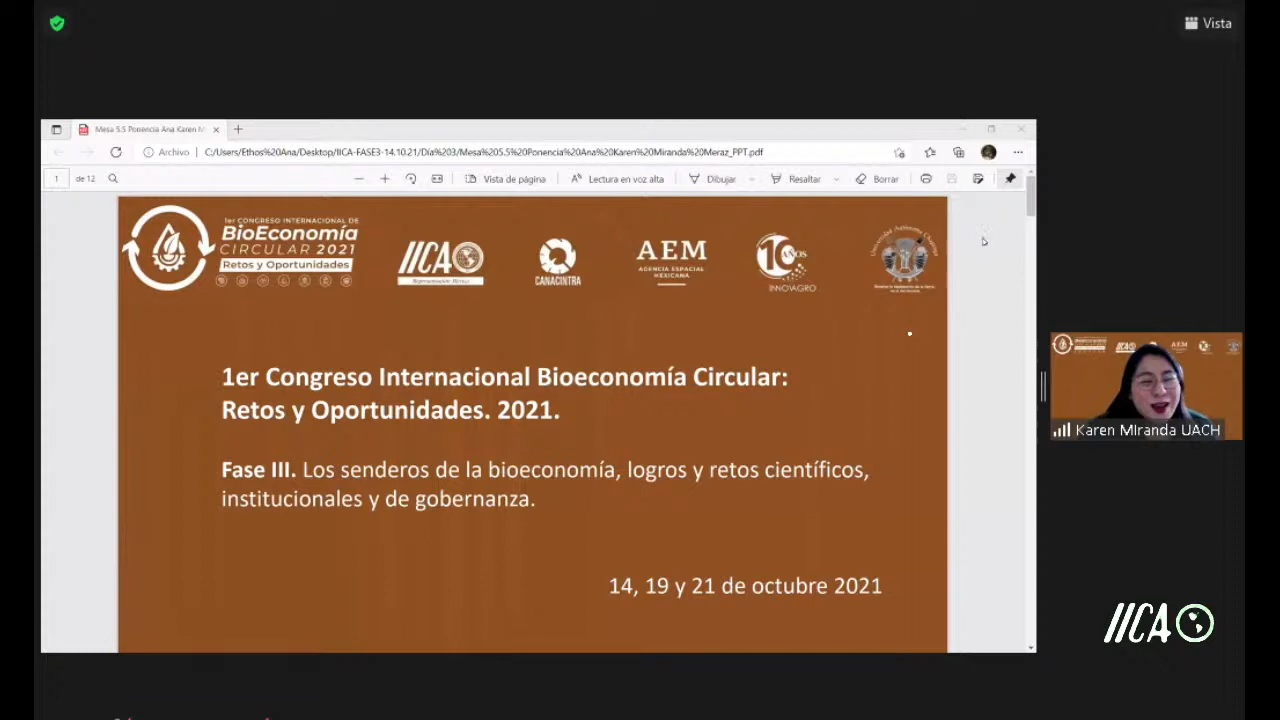 Vista
Mesa 5.5 Ponencia Ana Karen M
Archivo
C:/Users/Ethos%20Ana/Desktop/IICA-FASE3-14.10.21/Día%203/Mesa%205.5%20Ponencia%20Ana%20Karen%20Miranda%20Meraz_PPT.pdf
1 de 12
Vista de página
Lectura en voz alta
Dibujar
Resaltar
Borrar
1er CONGRESO INTERNACIONAL DE
BioEconomía
CIRCULAR 2021
Retos y Oportunidades
IICA
CANACINTRA
AEM
AGENCIA ESPACIAL
MEXICANA
10 AÑOS
INNOVAGRO
1er Congreso Internacional Bioeconomía Circular:
Retos y Oportunidades. 2021.
Fase III. Los senderos de la bioeconomía, logros y retos científicos,
institucionales y de gobernanza.
14, 19 y 21 de octubre 2021
Karen MIranda UACH
IICA